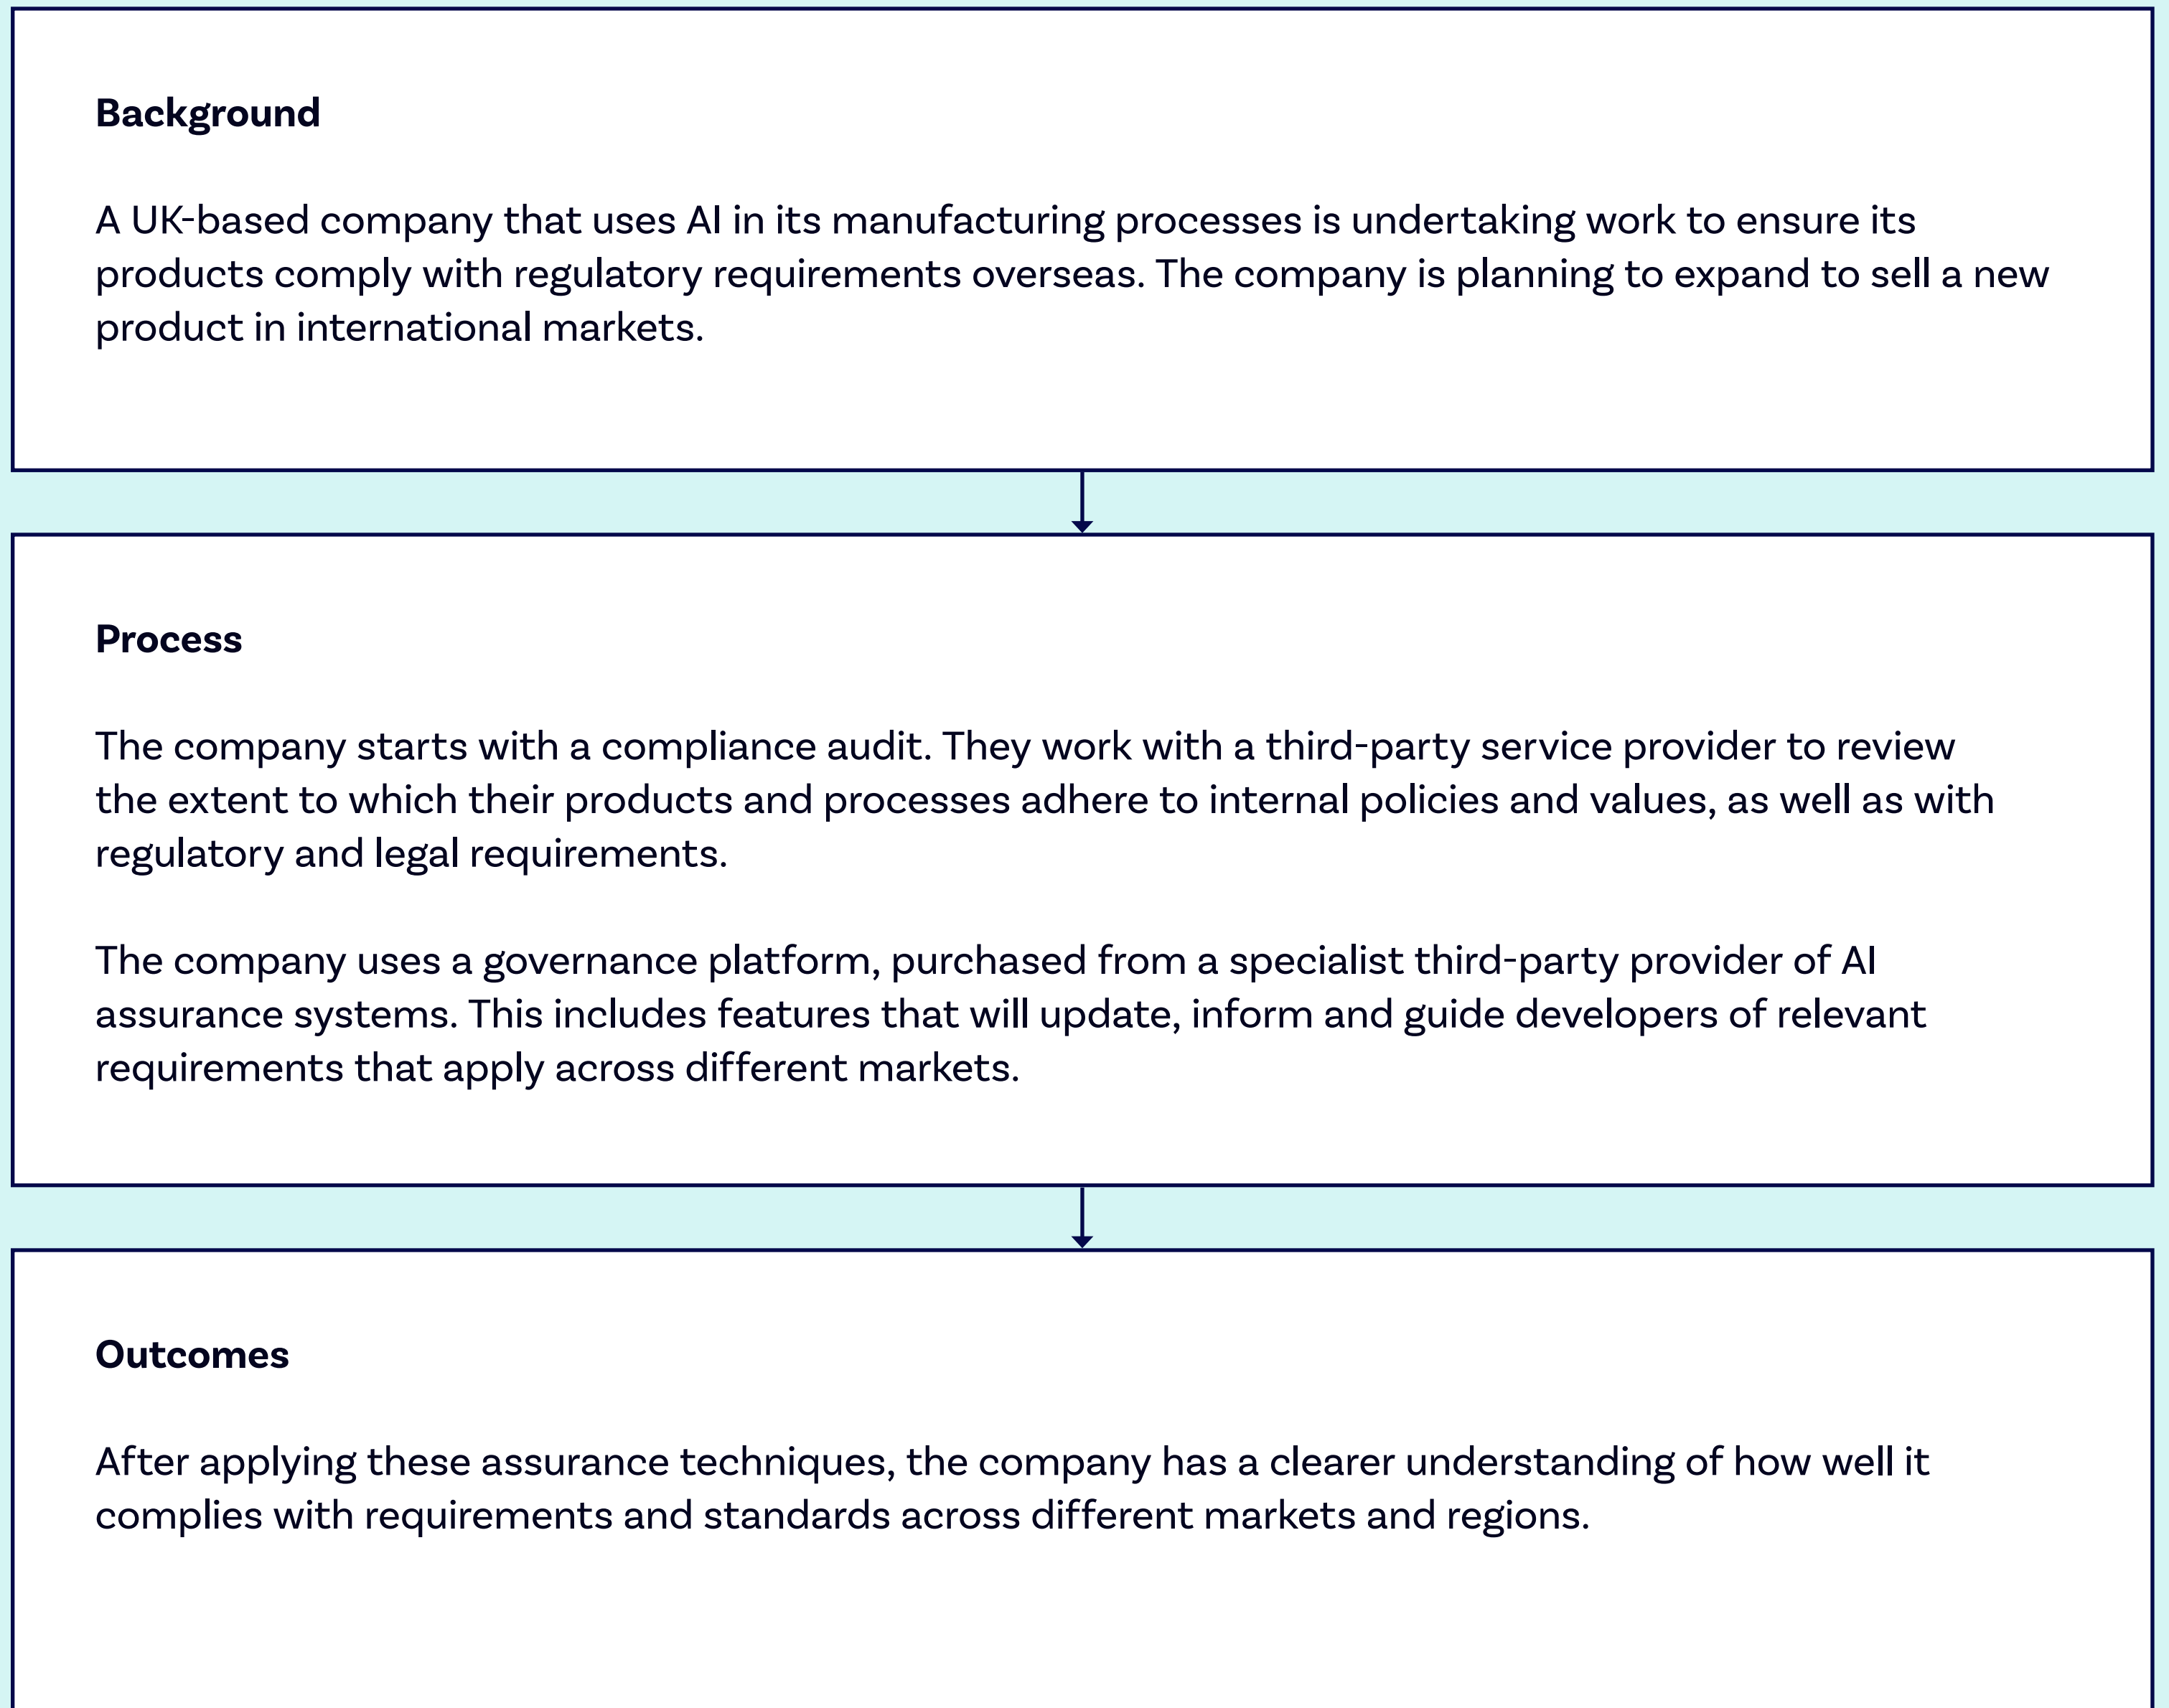 Background
A UK-based company that uses AI in its manufacturing processes is undertaking work to ensure its
products comply with regulatory requirements overseas. The company is planning to expand to sell a new
product in international markets.
Process
The company starts with a compliance audit. They work with a third-party service provider to review
the extent to which their products and processes adhere to internal policies and values, as well as with
regulatory and legal requirements.
The company uses a governance platform, purchased from a specialist third-party provider of AI
assurance systems. This includes features that will update, inform and guide developers of relevant
requirements that apply across different markets.
Outcomes
After applying these assurance techniques, the company has a clearer understanding of how well it
complies with requirements and standards across different markets and regions.